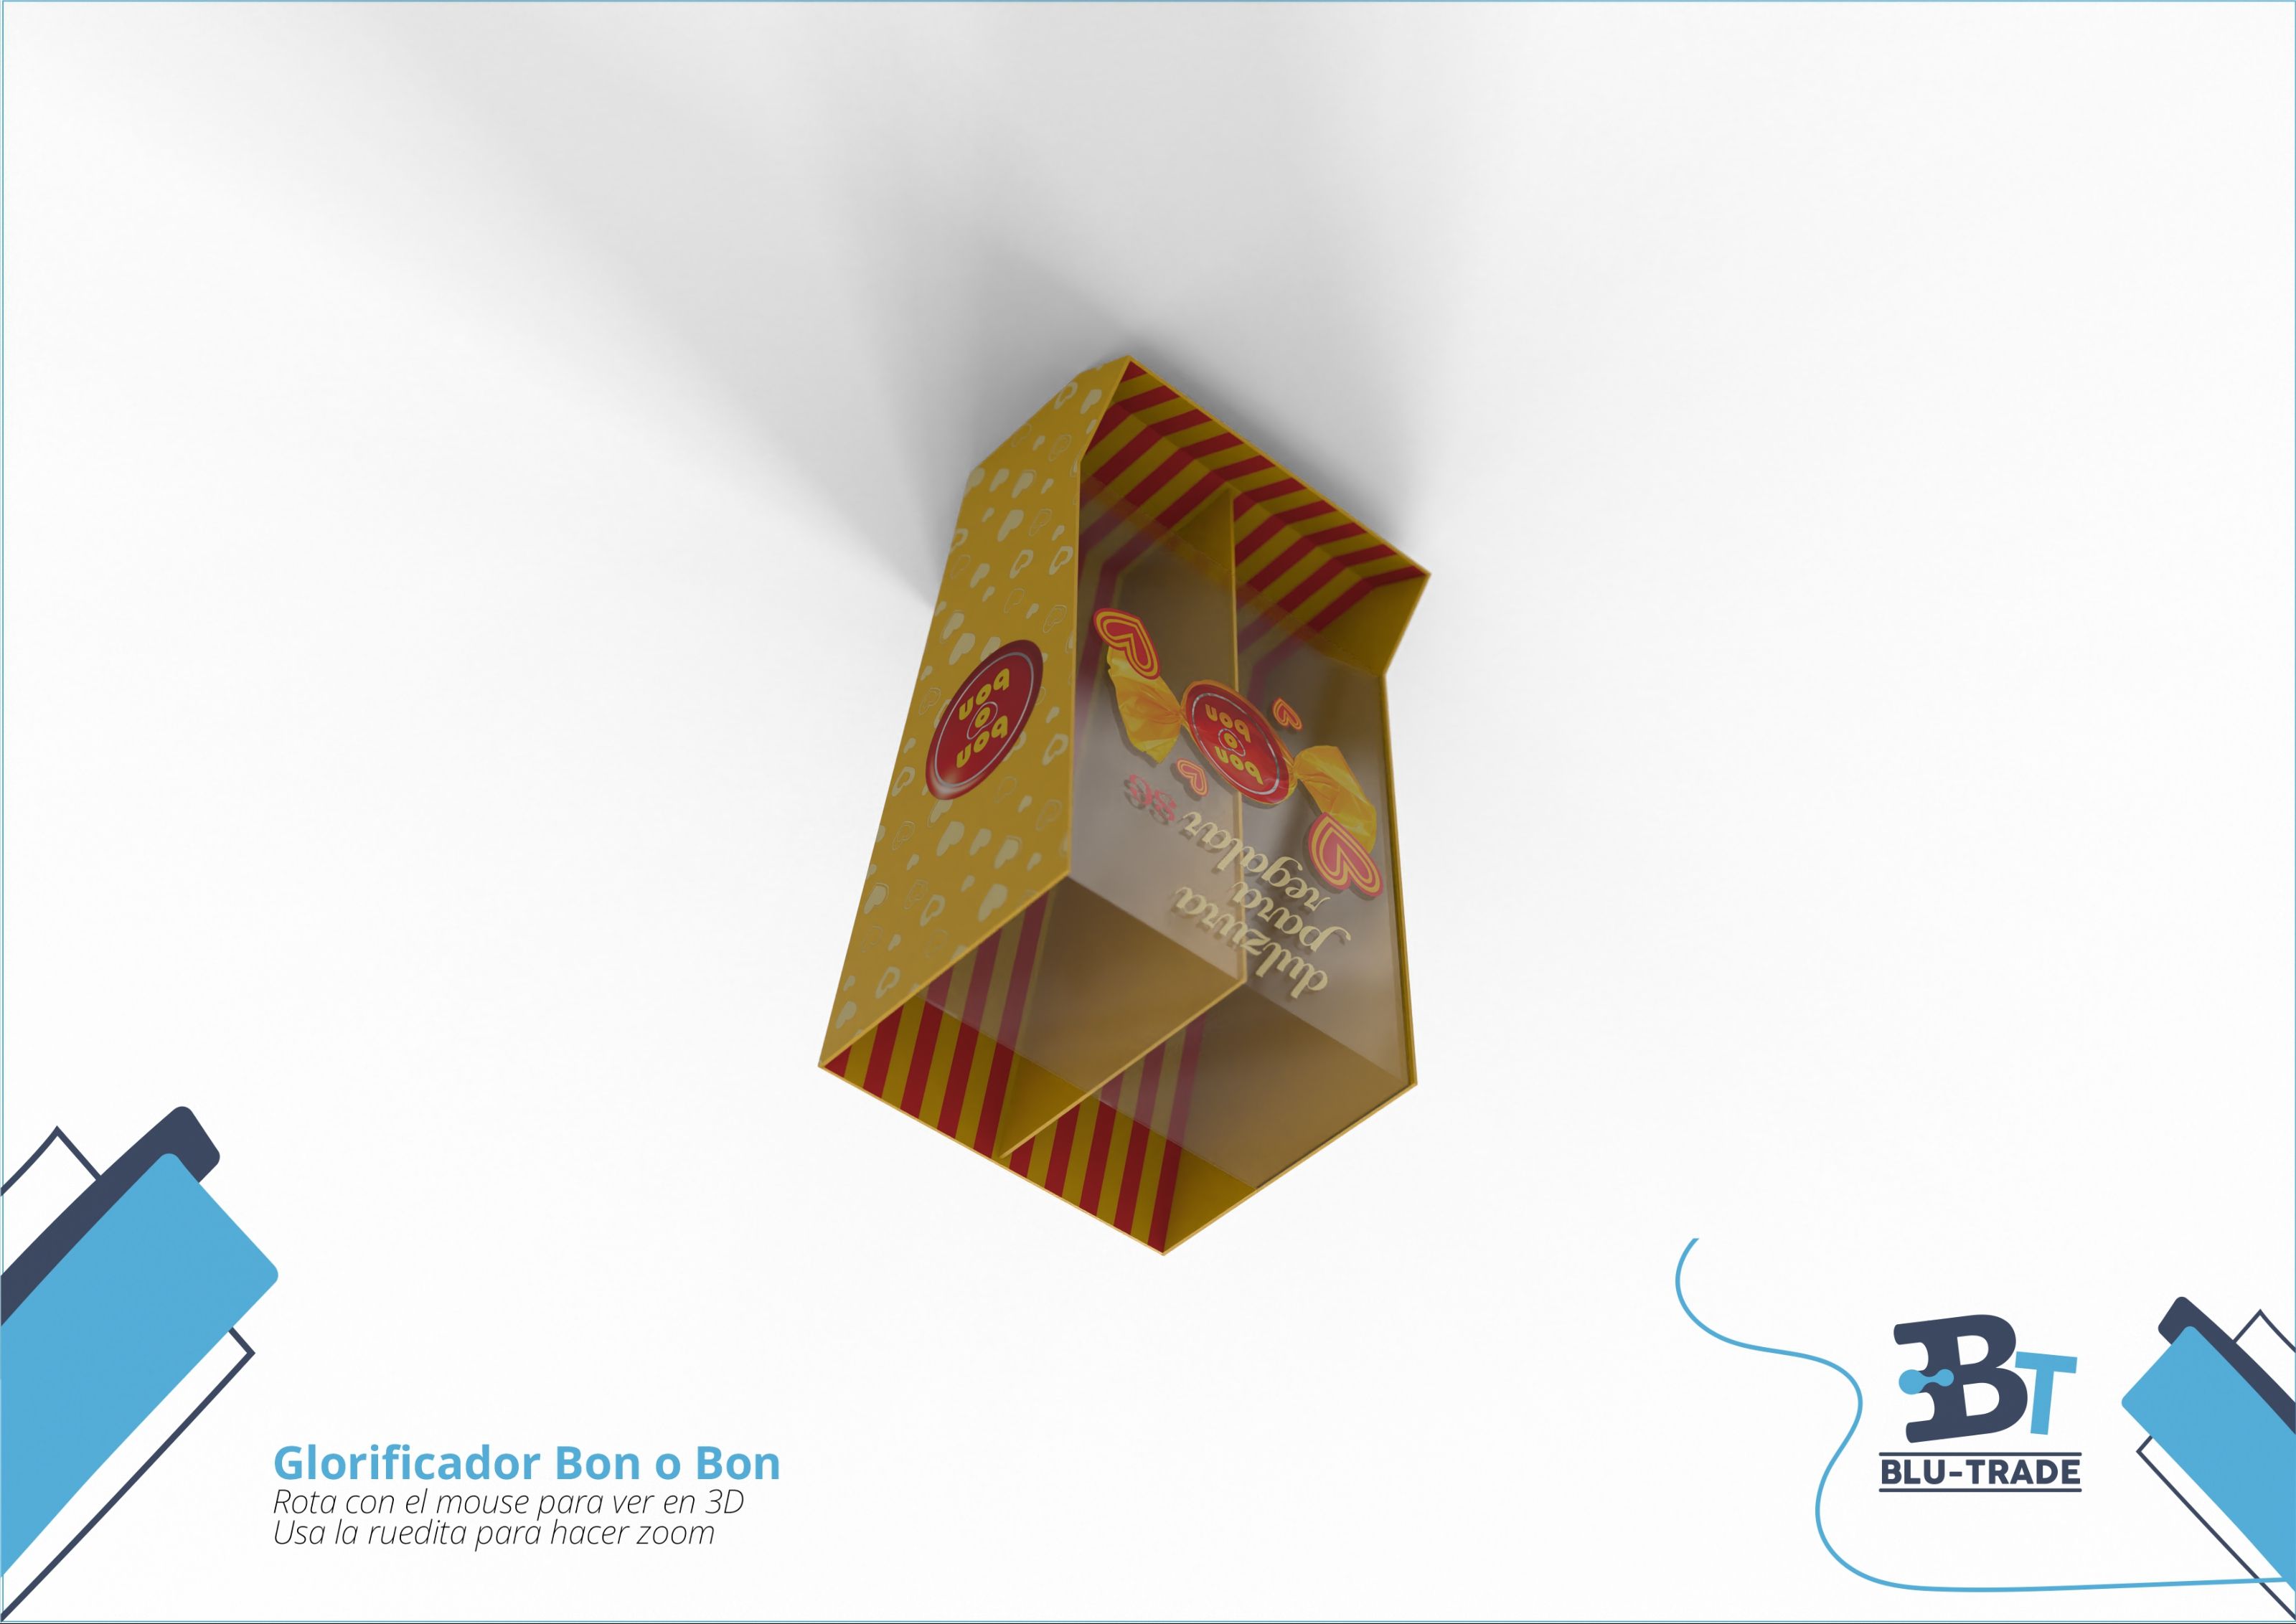 bon
o
bon
bon
o
bon
dulzura
para
regalar
Glorificador Bon o Bon
Rota con el mouse para ver en 3D
Usa la ruedita para hacer zoom
BT
BLU-TRADE